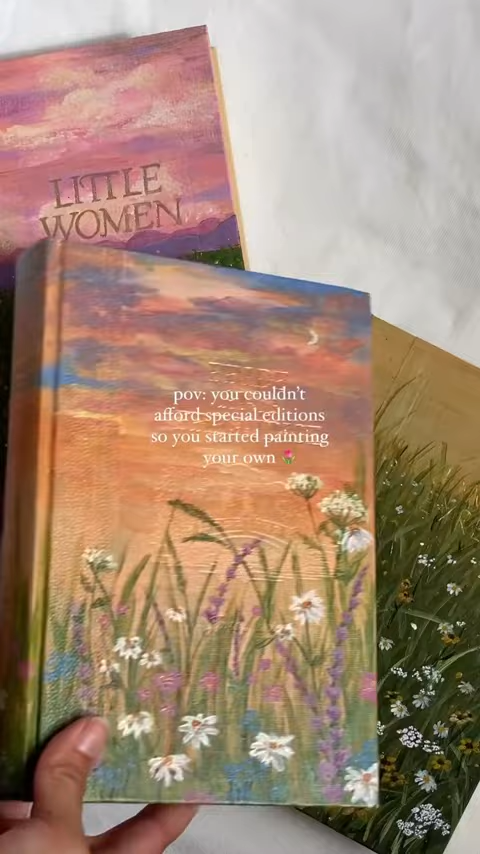 LITTLE
WOMEN
pov: you couldn't
afford special editions
so you started painting
your own 🌷